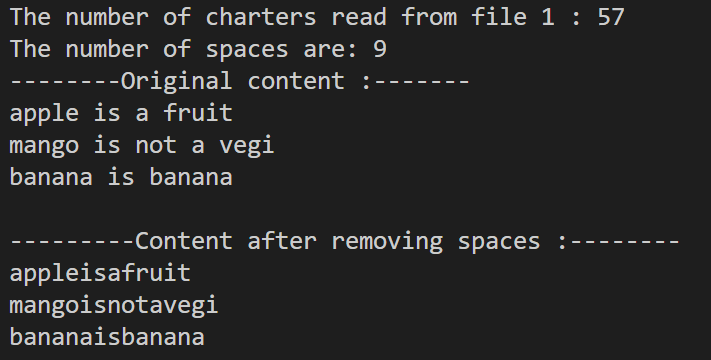 The number of charters read from file 1 : 57
The number of spaces are: 9
--------Original content :-------
apple is a fruit
mango is not a vegi
banana is banana
---------Content after removing spaces :--------
appleisafruit
mangoisnotavegi
bananaisbanana